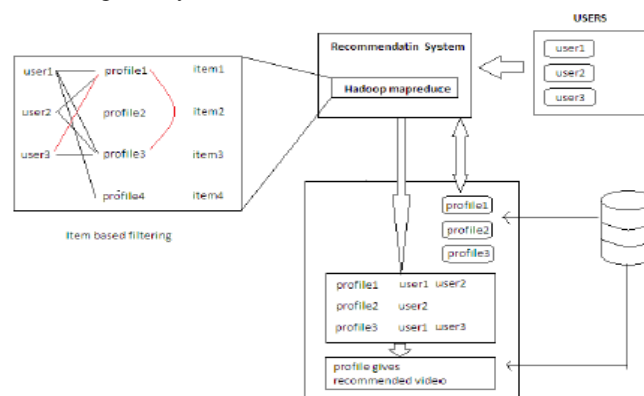 USERS
user1
user2
user3
Recommendatin System
Hadoop mapreduce
user1 profile1 item1
user2 profile2 item2
user3 profile3 item3
profile4 item4
Item based filtering
profile1
profile2
profile3
profile1 user1 user2
profile2 user2
profile3 user1 user3
profile gives
recommended video